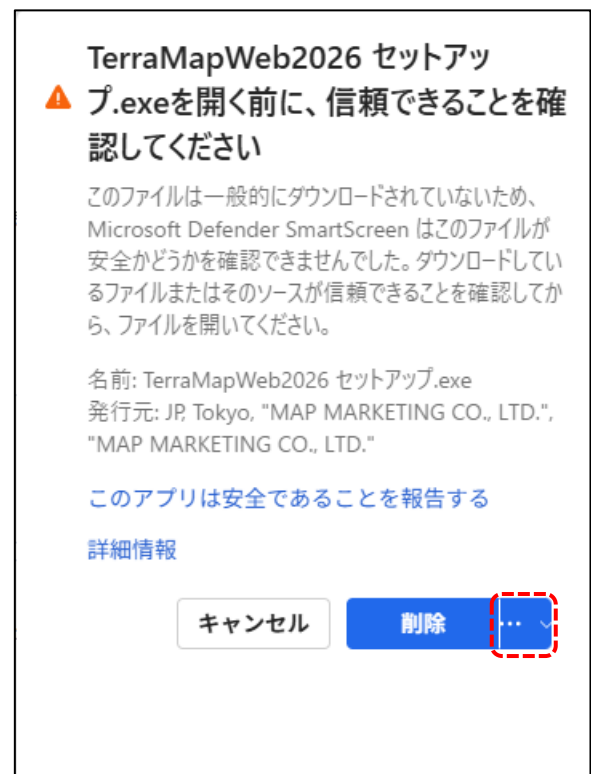 TerraMapWeb2026 セットアッ
プ.exeを開く前に、信頼できることを確
認してください
このファイルは一般的にダウンロードされていないため、
Microsoft Defender SmartScreen はこのファイルが
安全かどうかを確認できませんでした。ダウンロードしてい
るファイルまたはそのソースが信頼できることを確認してか
ら、ファイルを開いてください。
名前: TerraMapWeb2026 セットアップ.exe
発行元: JP, Tokyo, "MAP MARKETING CO., LTD.",
"MAP MARKETING CO., LTD."
このアプリは安全であることを報告する
詳細情報
キャンセル 削除 …